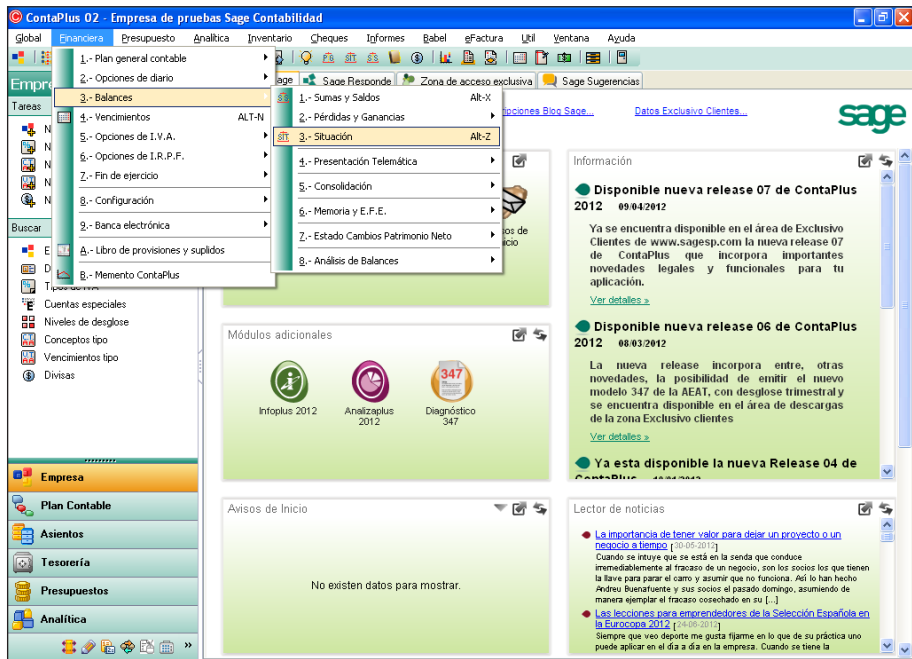 ContaPlus 02 - Empresa de pruebas Sage Contabilidad
Global Financiera Presupuesto Analítica Inventario Cheques Informes Babel eFactura Util Ventana Ayuda
1.- Plan general contable
2.- Opciones de diario
3.- Balances
4.- Vencimientos ALT-N
5.- Opciones de I.V.A.
6.- Opciones de I.R.P.F.
7.- Fin de ejercicio
8.- Configuración
9.- Banca electrónica
A.- Libro de provisiones y suplidos
B.- Memento ContaPlus
1.- Sumas y Saldos Alt-X
2.- Pérdidas y Ganancias
3.- Situación Alt-Z
4.- Presentación Telemática
5.- Consolidación
6.- Memoria y E.F.E.
7.- Estado Cambios Patrimonio Neto
8.- Análisis de Balances
Sage Responde
Zona de acceso exclusiva
Sage Sugerencias
Empre
Tareas
N
N
N
N
N
Buscar
E
D
Cuentas especiales
Niveles de desglose
Conceptos tipo
Vencimientos tipo
Divisas
Empresa
Plan Contable
Asientos
Tesorería
Presupuestos
Analítica
ripciones Blog Sage...
Datos Exclusivo Clientes...
sage
os de
icio
Módulos adicionales
Infoplus 2012
Analizaplus
2012
347
Diagnóstico
347
Avisos de Inicio
No existen datos para mostrar.
Información
Disponible nueva release 07 de ContaPlus
2012 09/04/2012
Ya se encuentra disponible en el área de Exclusivo
Clientes de www.sagesp.com la nueva release 07
de ContaPlus que incorpora importantes
novedades legales y funcionales para tu
aplicación.
Ver detalles »
Disponible nueva release 06 de ContaPlus
2012 08/03/2012
La nueva release incorpora entre, otras
novedades, la posibilidad de emitir el nuevo
modelo 347 de la AEAT, con desglose trimestral y
se encuentra disponible en el área de descargas
de la zona Exclusivo clientes
Ver detalles »
Ya esta disponible la nueva Release 04 de
Lector de noticias
La importancia de tener valor para dejar un proyecto o un
negocio a tiempo [30-05-2012]
Cuando se intuye que se está en la senda que conduce
irremediablemente al fracaso de un negocio, son los socios los que tienen
la llave para parar el carro y asumir que no funciona. Así lo han hecho
Andreu Buenafuente y sus socios el pasado domingo, asumiendo de
manera ejemplar el fracaso cosechado en su [...]
Las lecciones para emprendedores de la Selección Española en
la Eurocopa 2012 [24-06-2012]
Siempre que veo deporte me gusta fijarme en lo que de su práctica uno
puede aplicar en el día a día en la empresa. Cuando se tiene la